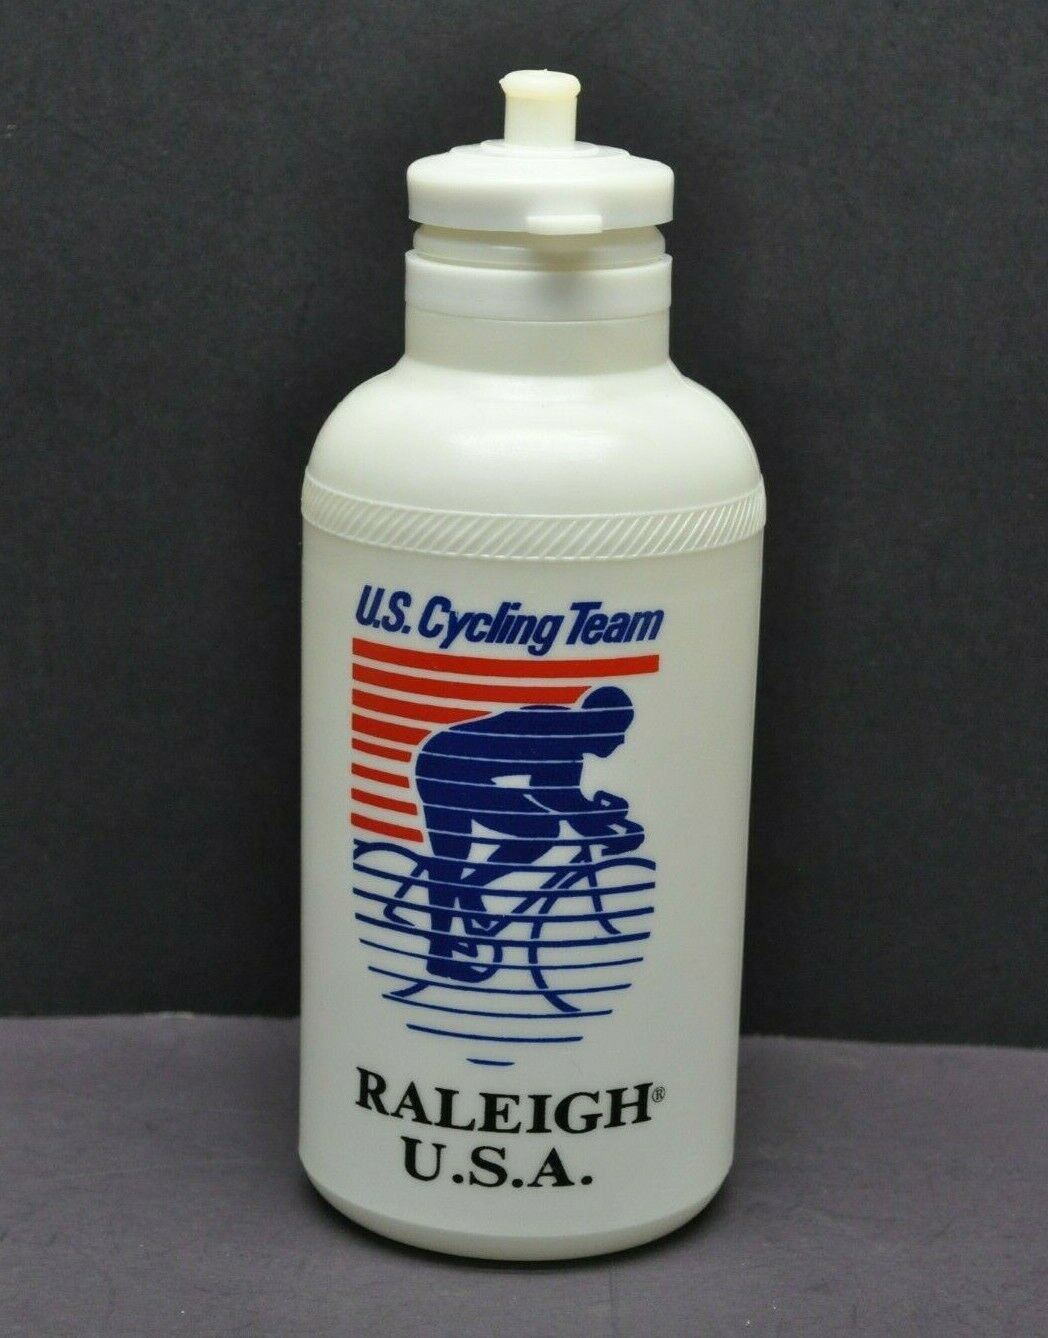 U.S. Cycling Team
RALEIGH®
U.S.A.